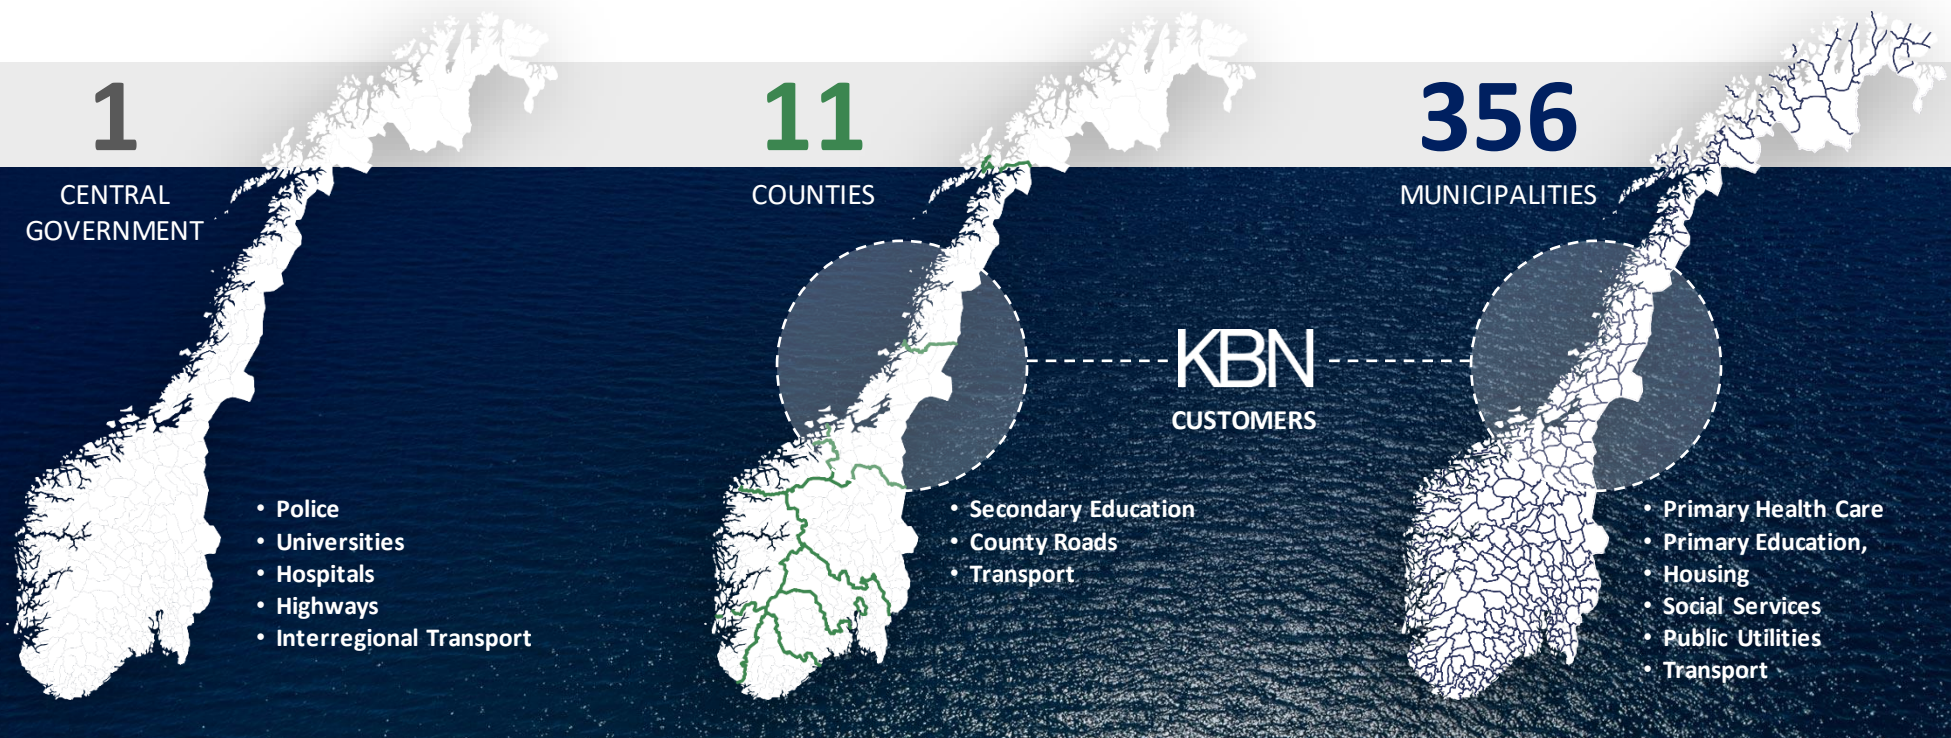 1
CENTRAL
GOVERNMENT
• Police
• Universities
• Hospitals
• Highways
• Interregional Transport
11
COUNTIES
• Secondary Education
• County Roads
• Transport
KBN
CUSTOMERS
356
MUNICIPALITIES
• Primary Health Care
• Primary Education,
• Housing
• Social Services
• Public Utilities
• Transport